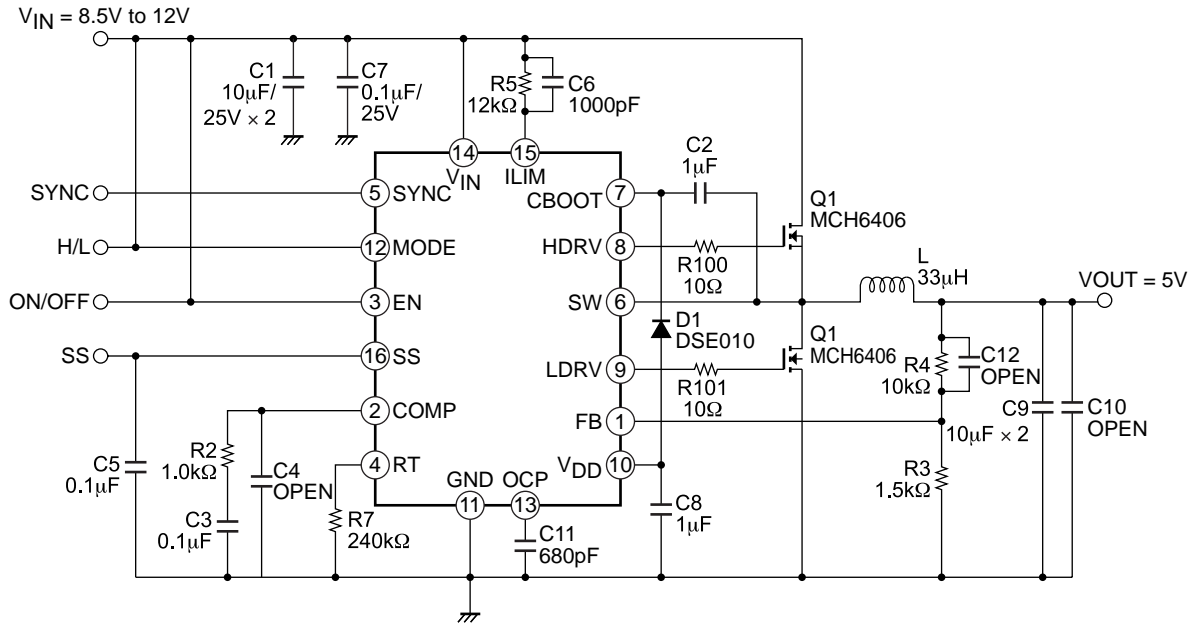 VIN = 8.5V to 12V
C1
10μF/
25V × 2
C7
0.1μF/
25V
R5
12kΩ
C6
1000pF
14
VIN
15
ILIM
SYNC
5
SYNC
H/L
12
MODE
ON/OFF
3
EN
SS
16
SS
2
COMP
4
RT
C5
0.1μF
R2
1.0kΩ
C3
0.1μF
C4
OPEN
R7
240kΩ
GND
11
OCP
13
C11
680pF
CBOOT
7
C2
1μF
HDRV
8
R100
10Ω
Q1
MCH6406
SW
6
D1
DSE010
LDRV
9
R101
10Ω
Q1
MCH6406
FB
1
VDD
10
C8
1μF
L
33μH
VOUT = 5V
R4
10kΩ
C12
OPEN
R3
1.5kΩ
C9
10μF × 2
C10
OPEN